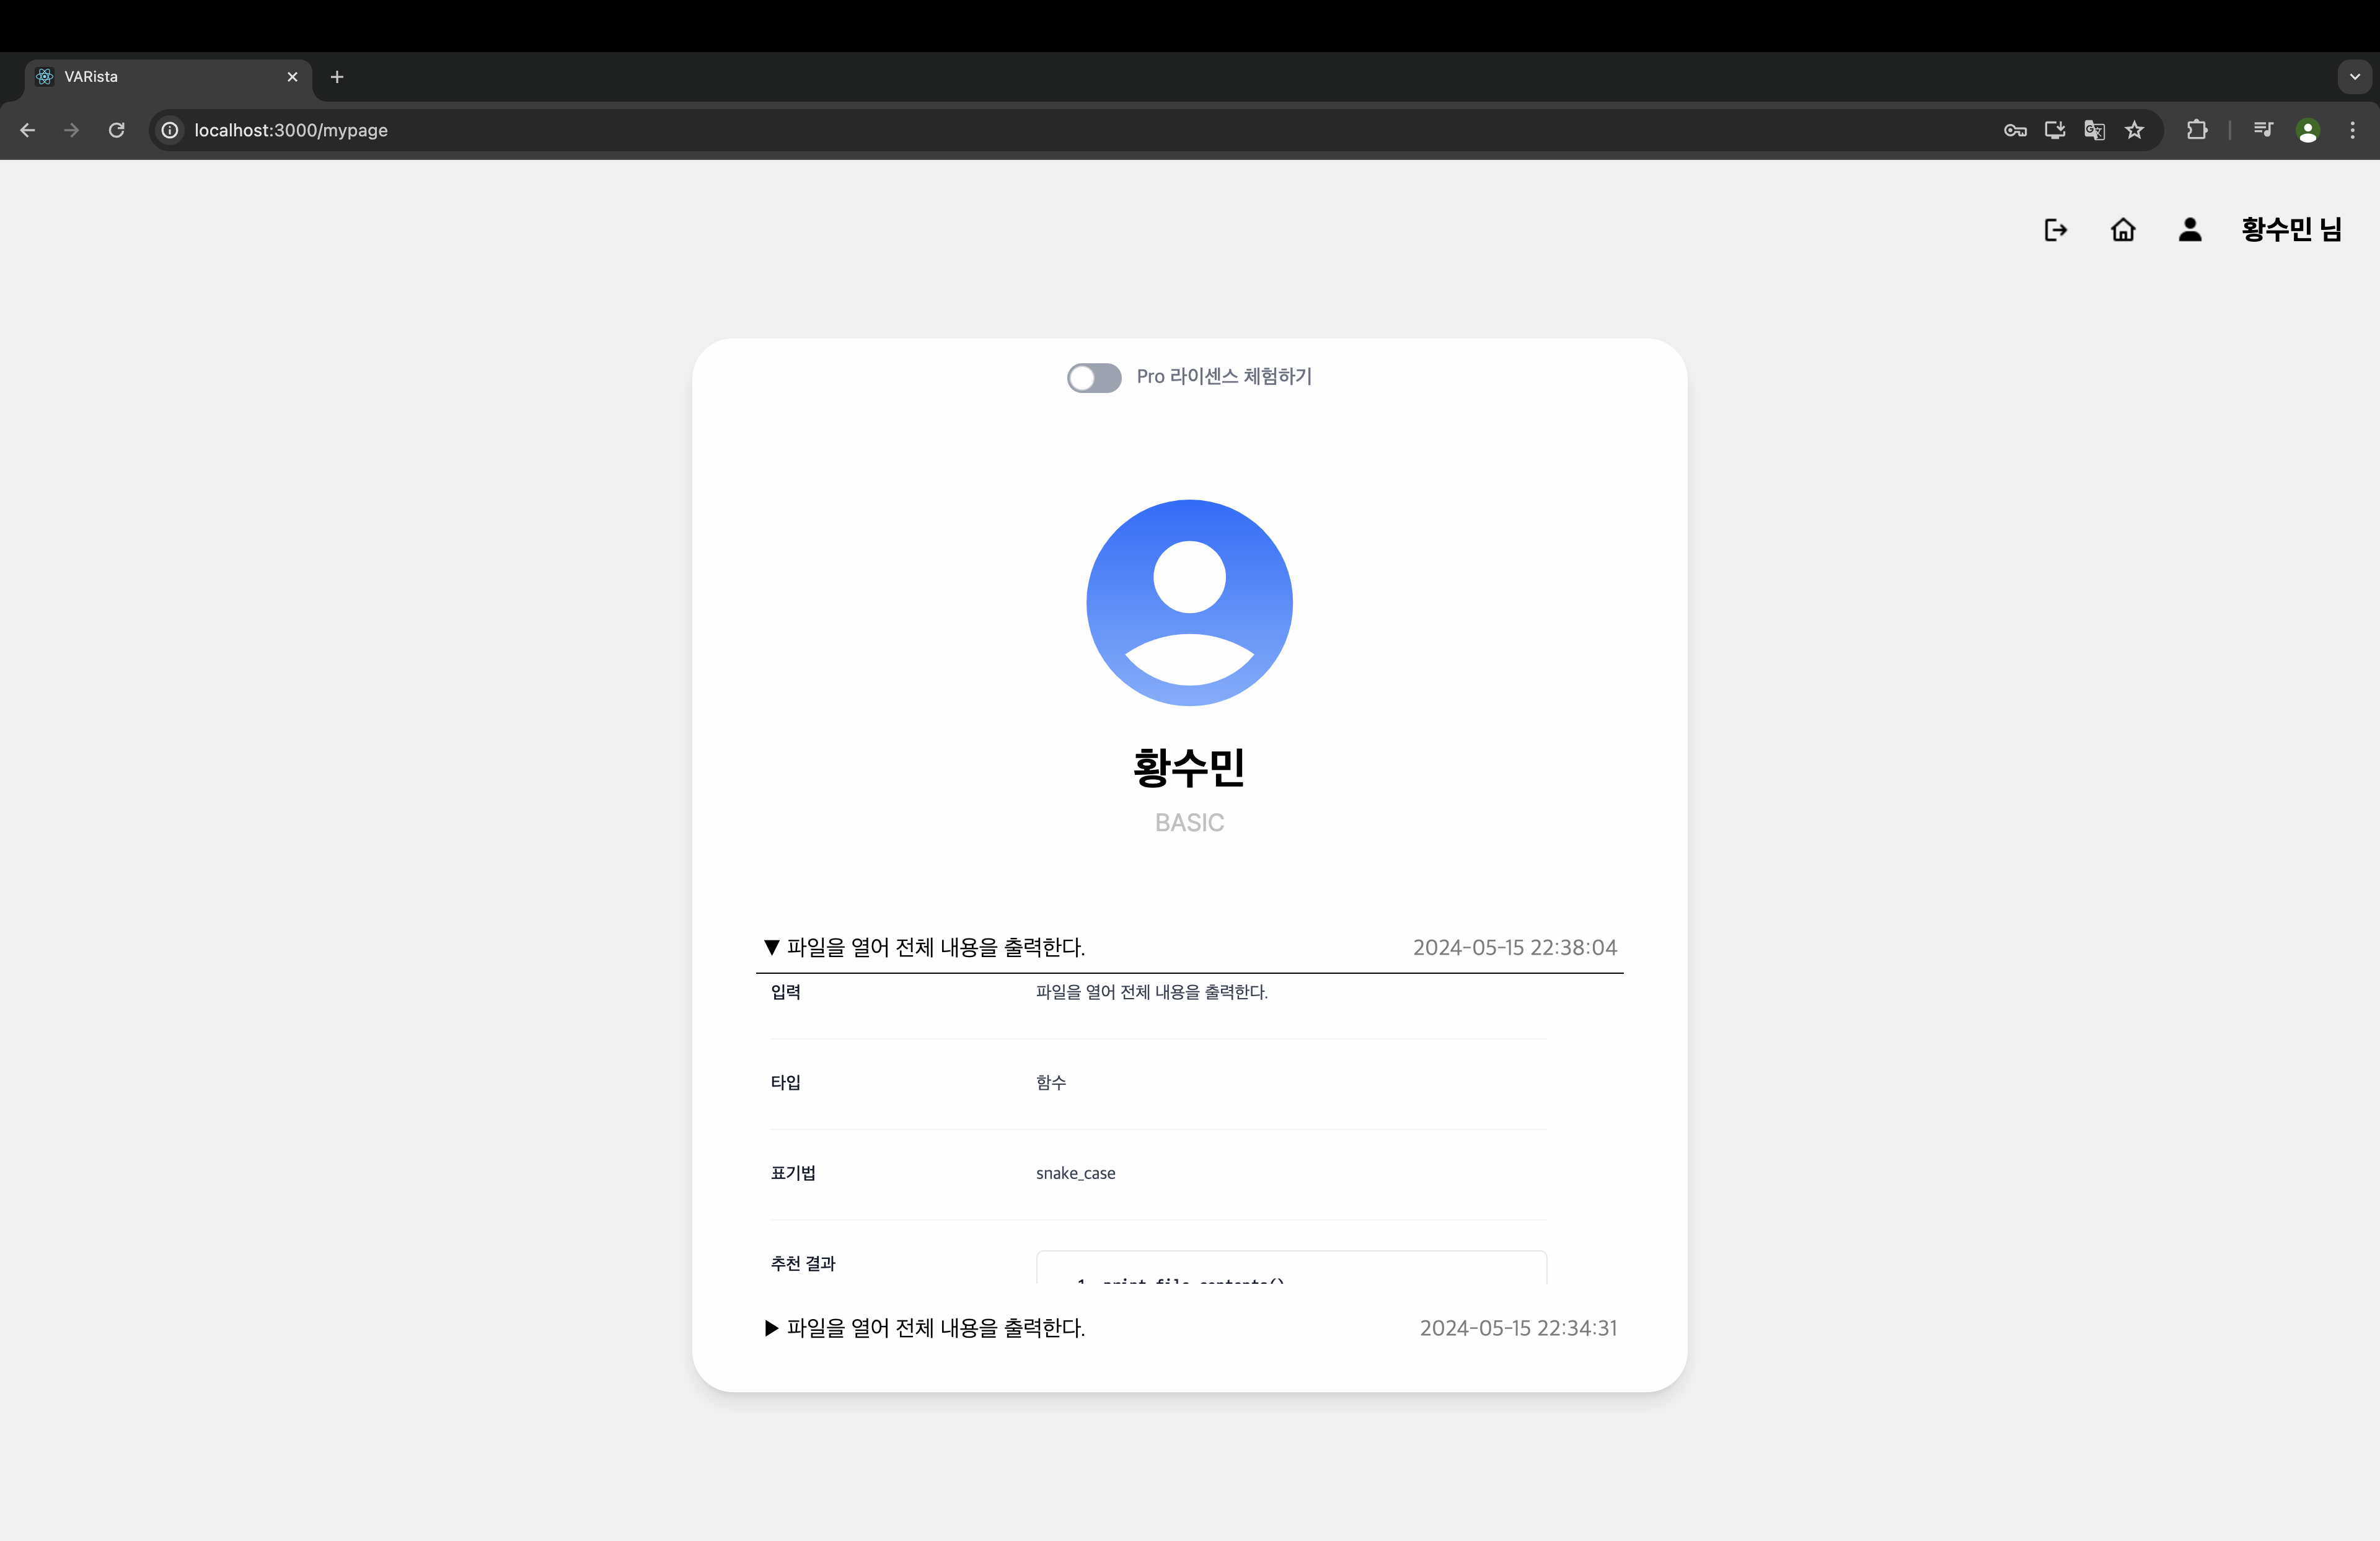 VARista
localhost:3000/mypage
황수민 님
Pro 라이센스 체험하기
황수민
BASIC
▼ 파일을 열어 전체 내용을 출력한다. 2024-05-15 22:38:04
입력 파일을 열어 전체 내용을 출력한다.
타입 함수
표기법 snake_case
추천 결과
1. print_file_contents()
▶ 파일을 열어 전체 내용을 출력한다. 2024-05-15 22:34:31